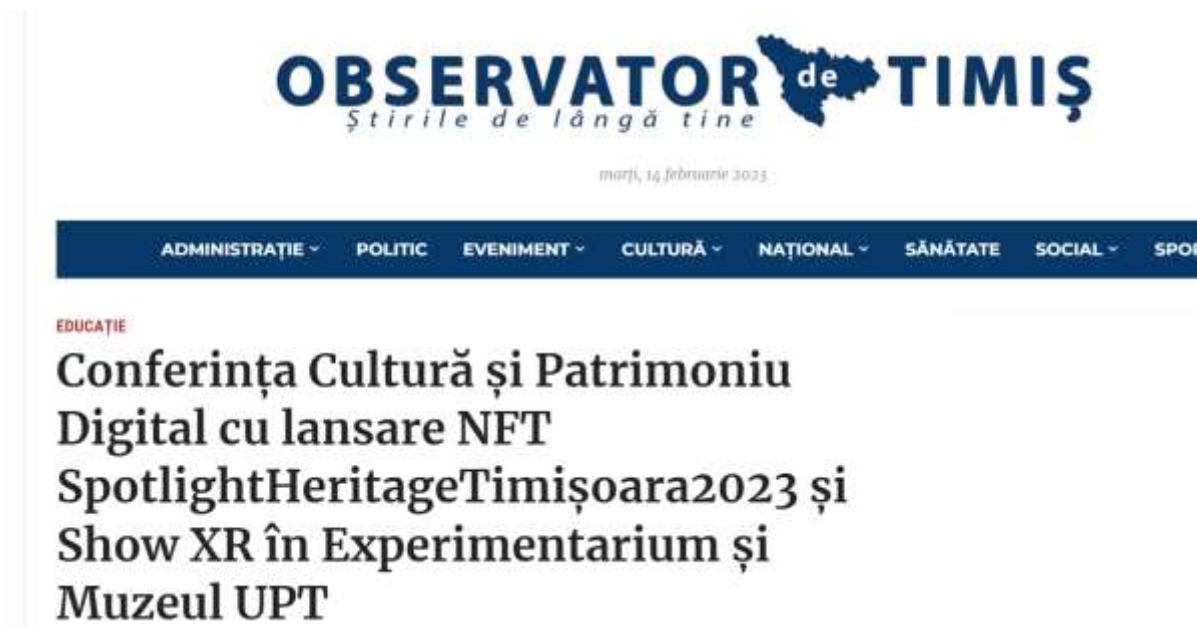 OBSERVATOR de TIMIȘ
Știrile de lângă tine
marți, 14 februarie 2023
ADMINISTRAȚIE POLITIC EVENIMENT CULTURĂ NAȚIONAL SĂNĂTATE SOCIAL SPOR
EDUCAȚIE
Conferința Cultură și Patrimoniu
Digital cu lansare NFT
SpotlightHeritageTimișoara2023 și
Show XR în Experimentarium și
Muzeul UPT